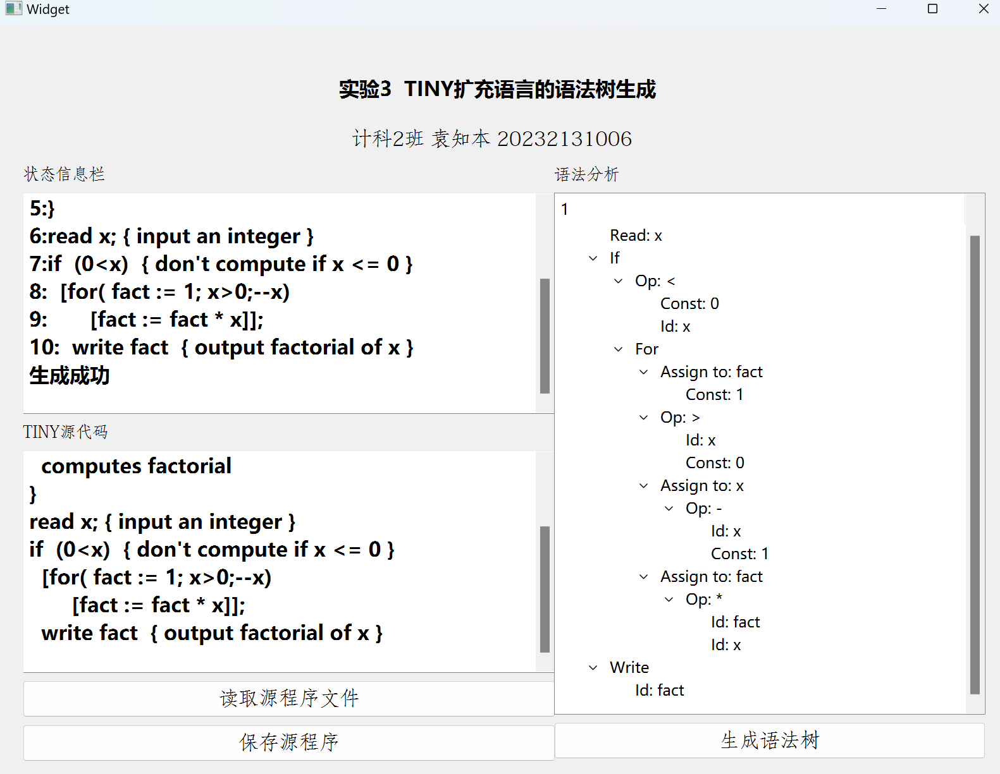 Widget
实验3  TINY扩充语言的语法树生成
计科2班 袁知本 20232131006
状态信息栏
5:}
6:read x; { input an integer }
7:if  (0<x)  { don't compute if x <= 0 }
8:  [for( fact := 1; x>0;--x)
9:       [fact := fact * x]];
10:  write fact  { output factorial of x }
生成成功
TINY源代码
  computes factorial
}
read x; { input an integer }
if  (0<x)  { don't compute if x <= 0 }
  [for( fact := 1; x>0;--x)
       [fact := fact * x]];
  write fact  { output factorial of x }
读取源程序文件
保存源程序
语法分析
1
Read: x
If
Op: <
Const: 0
Id: x
For
Assign to: fact
Const: 1
Op: >
Id: x
Const: 0
Assign to: x
Op: -
Id: x
Const: 1
Assign to: fact
Op: *
Id: fact
Id: x
Write
Id: fact
生成语法树